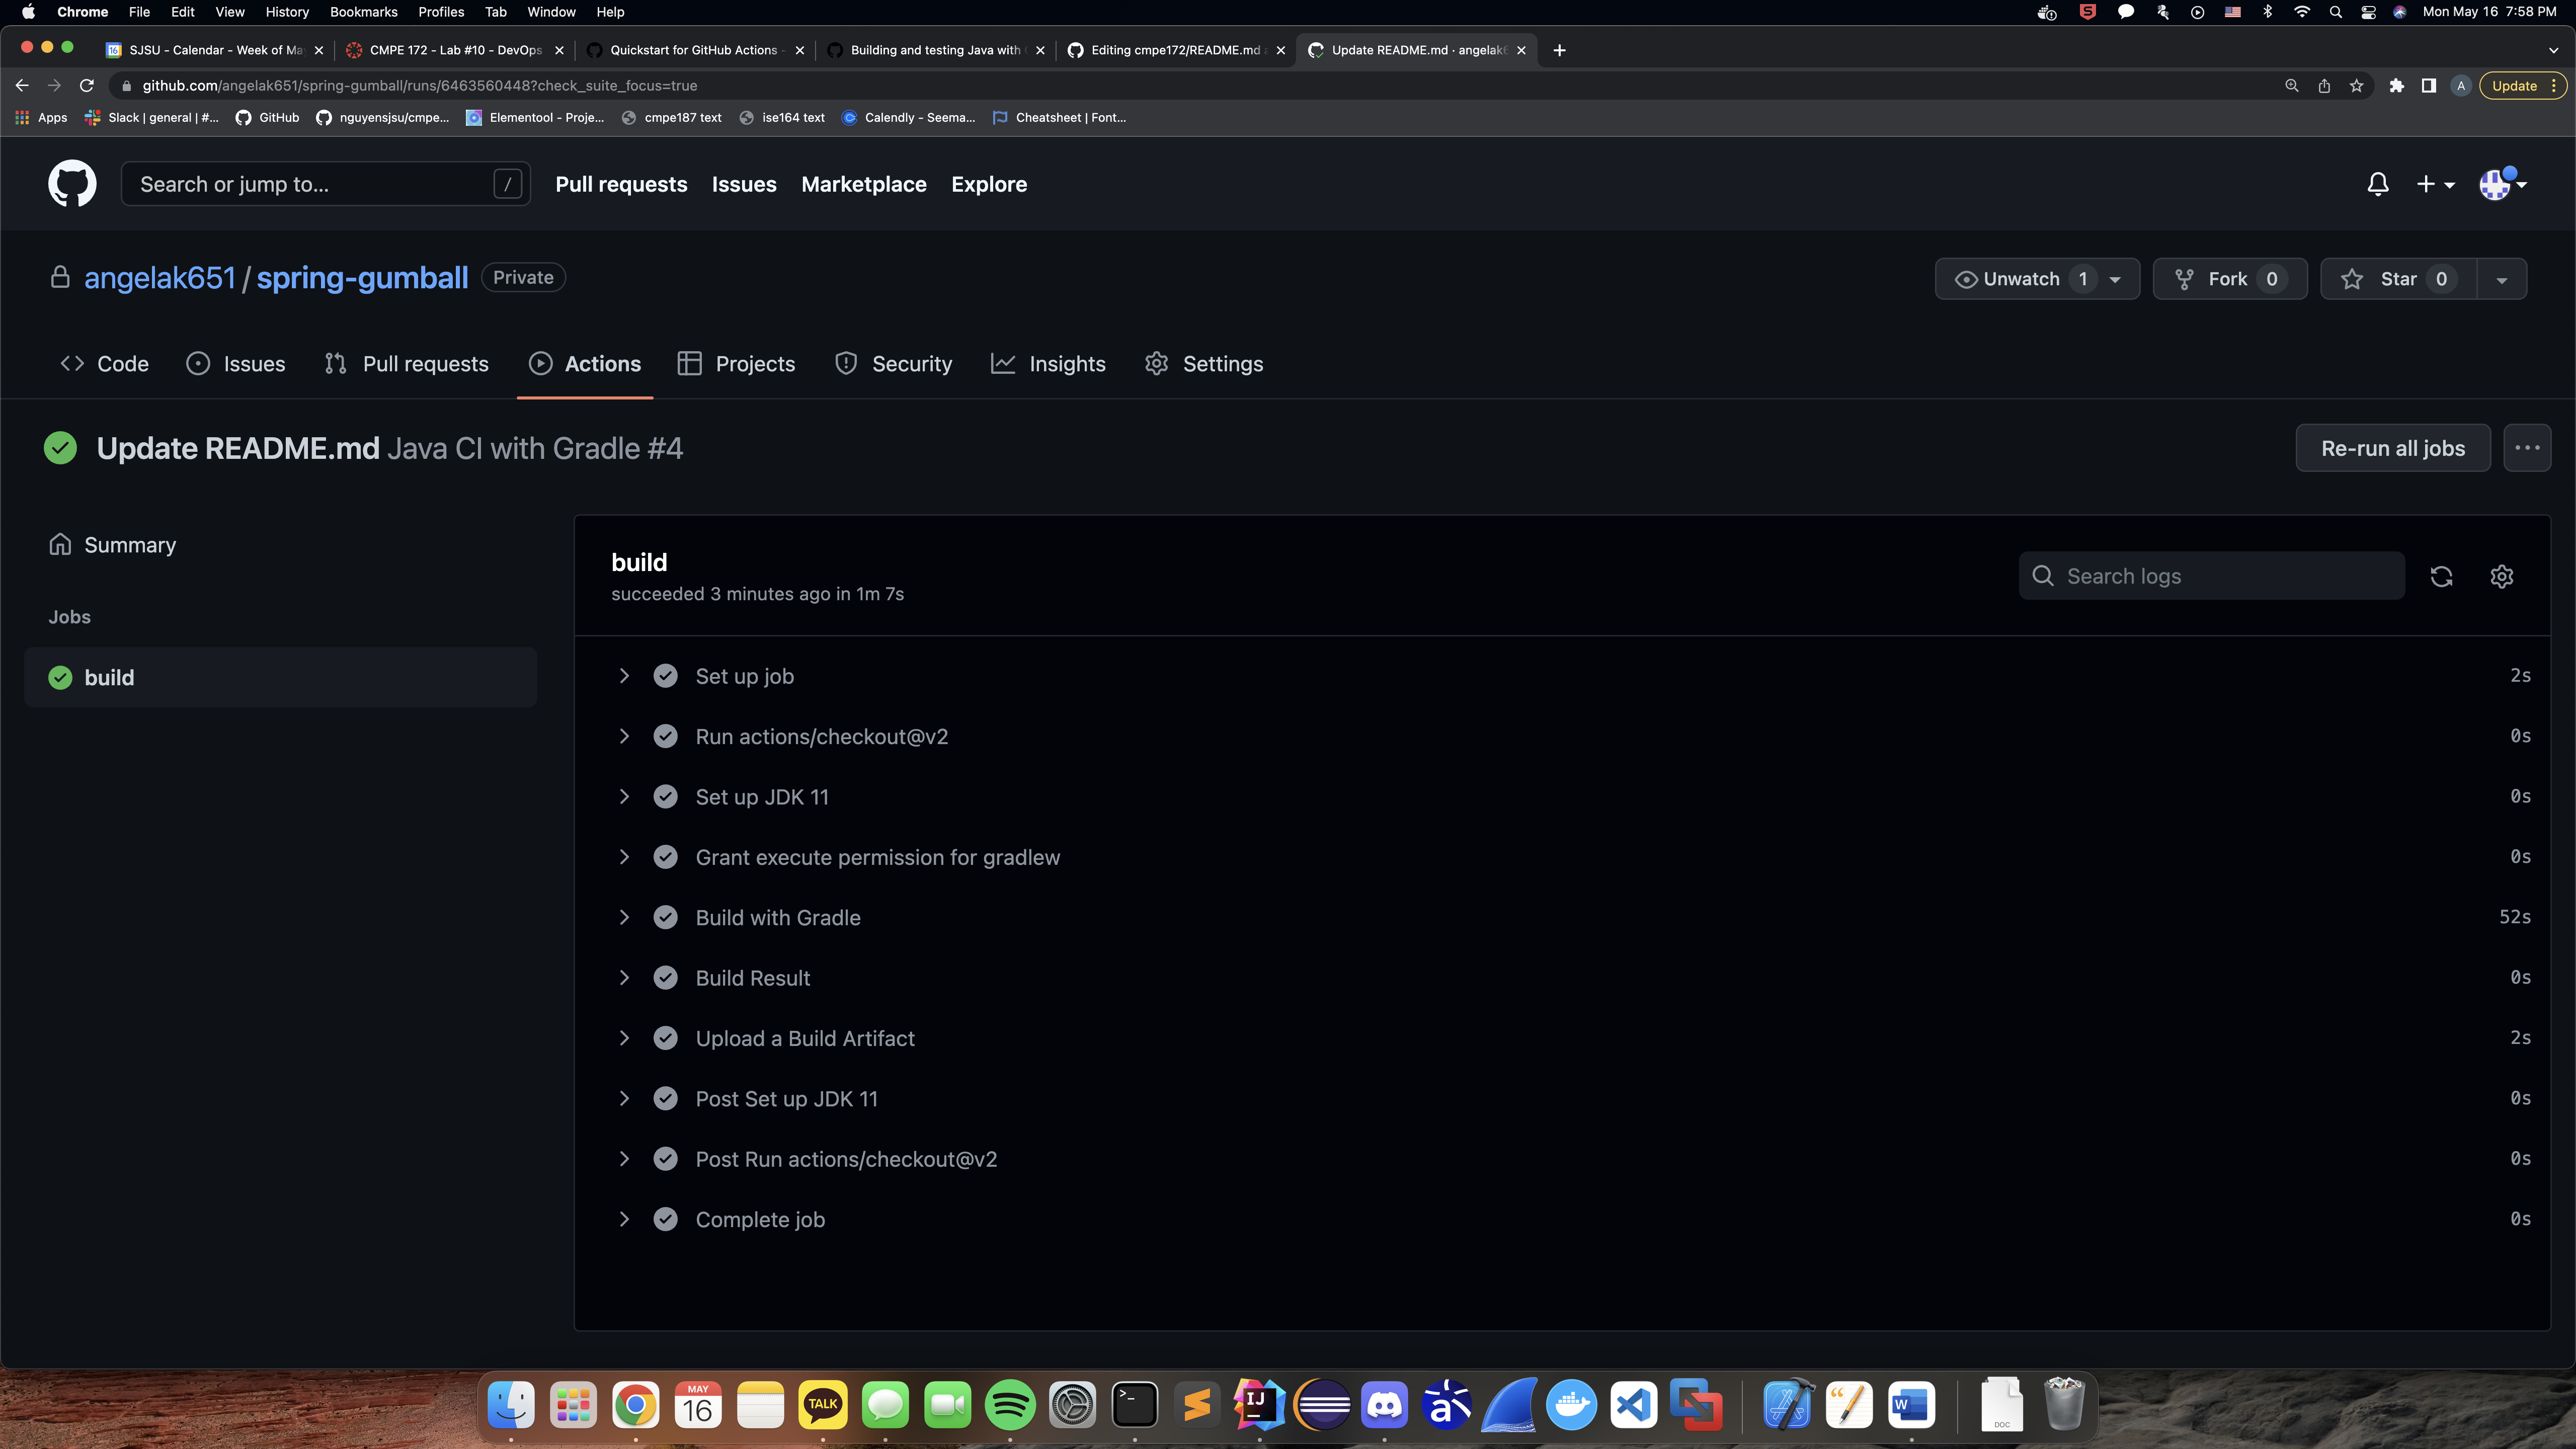 Chrome File Edit View History Bookmarks Profiles Tab Window Help Mon May 16 7:58 PM
SJSU - Calendar - Week of Ma
CMPE 172 - Lab #10 - DevOps
Quickstart for GitHub Actions -
Building and testing Java with
Editing cmpe172/README.md
Update README.md · angelak6
github.com/angelak651/spring-gumball/runs/6463560448?check_suite_focus=true
A
Update
Apps
Slack | general | #...
GitHub
nguyensjsu/cmpe...
Elementool - Proje...
cmpe187 text
ise164 text
Calendly - Seema...
Cheatsheet | Font...
Search or jump to...
/
Pull requests
Issues
Marketplace
Explore
angelak651 / spring-gumball
Private
Unwatch 1
Fork 0
Star 0
Code
Issues
Pull requests
Actions
Projects
Security
Insights
Settings
Update README.md Java CI with Gradle #4
Re-run all jobs
Summary
Jobs
build
build
succeeded 3 minutes ago in 1m 7s
Search logs
Set up job 2s
Run actions/checkout@v2 0s
Set up JDK 11 0s
Grant execute permission for gradlew 0s
Build with Gradle 52s
Build Result 0s
Upload a Build Artifact 2s
Post Set up JDK 11 0s
Post Run actions/checkout@v2 0s
Complete job 0s
MAY
16
TALK
IJ
W
DOC